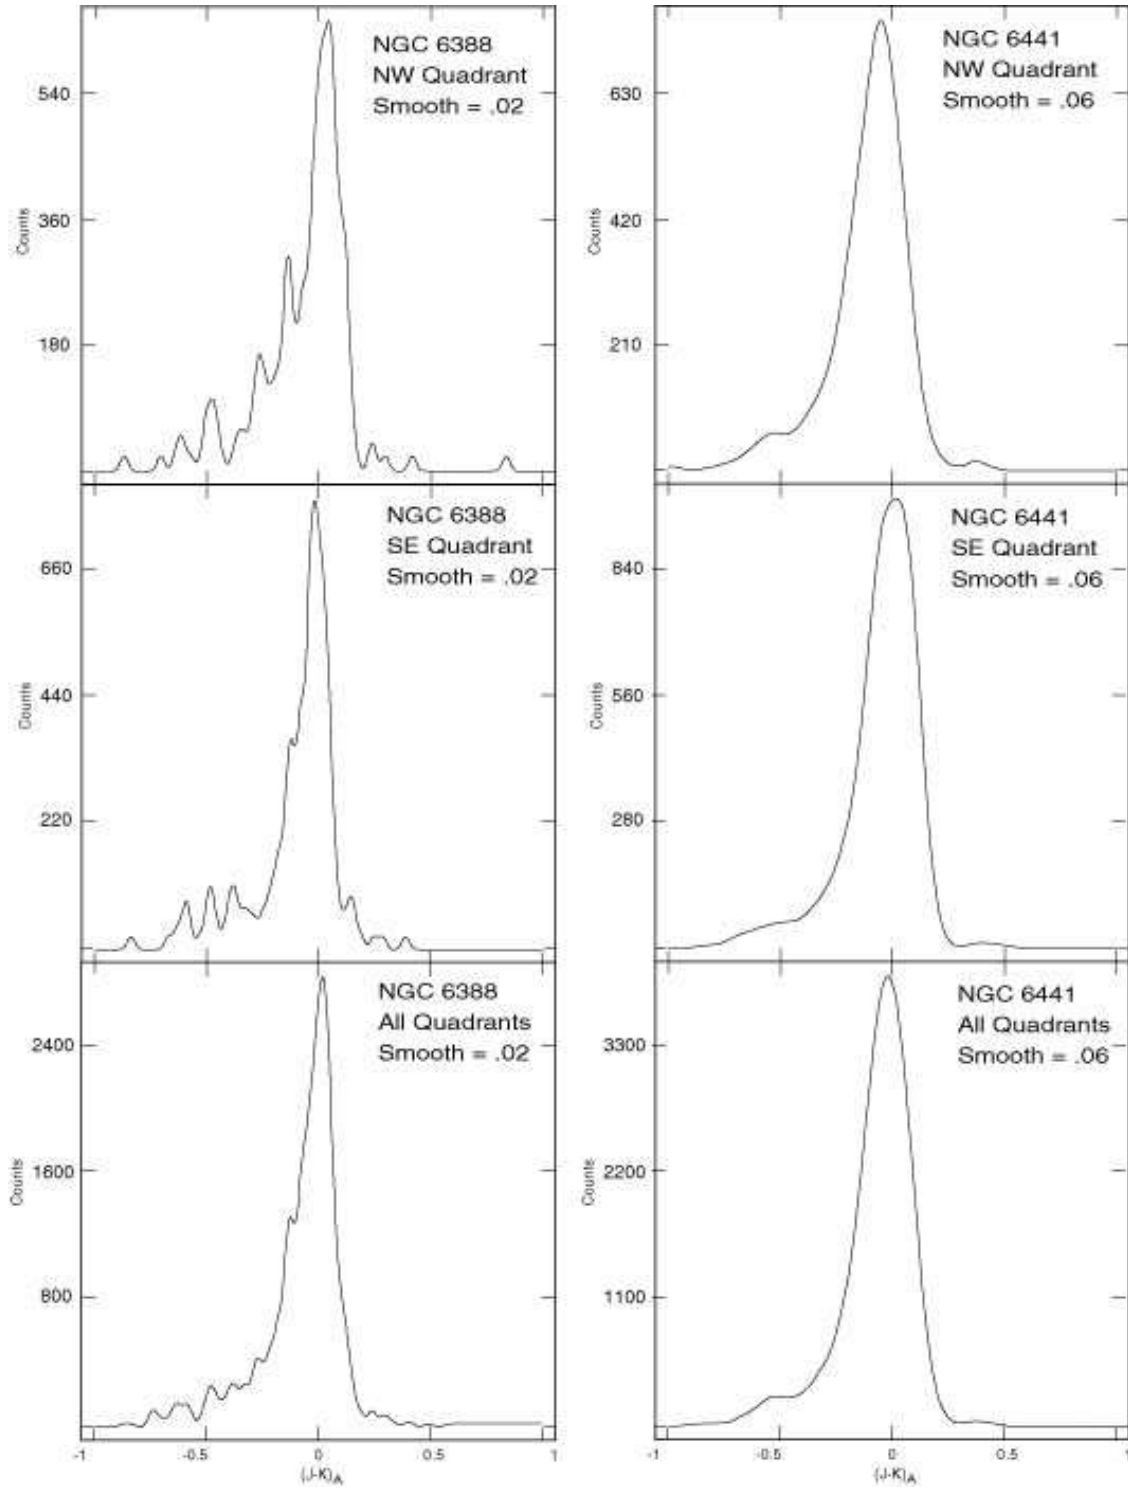 NGC 6388
NW Quadrant
Smooth = .02
540
360
180
Counts
NGC 6441
NW Quadrant
Smooth = .06
630
420
210
Counts
NGC 6388
SE Quadrant
Smooth = .02
660
440
220
Counts
NGC 6441
SE Quadrant
Smooth = .06
840
560
280
Counts
NGC 6388
All Quadrants
Smooth = .02
2400
1600
800
Counts
-1 -0.5 0 0.5 1
(J-K)A
NGC 6441
All Quadrants
Smooth = .06
3300
2200
1100
Counts
-1 -0.5 0 0.5 1
(J-K)A